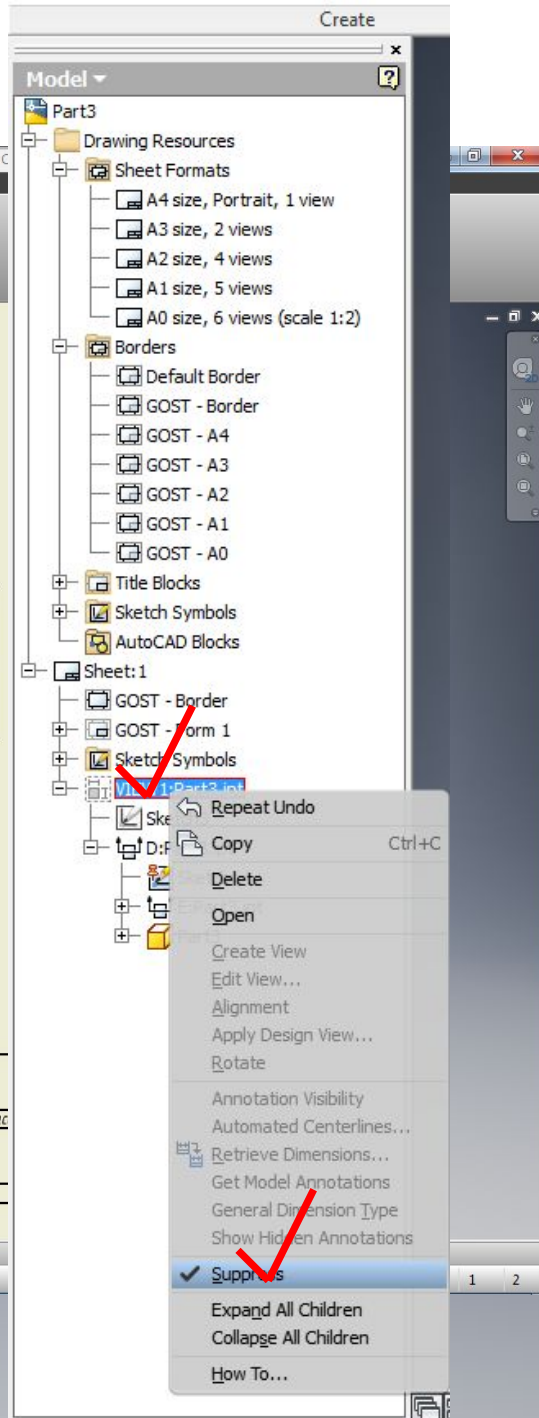 Create
Model
Part3
Drawing Resources
Sheet Formats
A4 size, Portrait, 1 view
A3 size, 2 views
A2 size, 4 views
A1 size, 5 views
A0 size, 6 views (scale 1:2)
Borders
Default Border
GOST - Border
GOST - A4
GOST - A3
GOST - A2
GOST - A1
GOST - A0
Title Blocks
Sketch Symbols
AutoCAD Blocks
Sheet:1
GOST - Border
GOST - Form 1
Sketch Symbols
VIEW1:Part3.ipt
Repeat Undo
Copy Ctrl+C
Delete
Open
Create View
Edit View...
Alignment
Apply Design View...
Rotate
Annotation Visibility
Automated Centerlines...
Retrieve Dimensions...
Get Model Annotations
General Dimension Type
Show Hidden Annotations
Suppress
Expand All Children
Collapse All Children
How To...
1 2